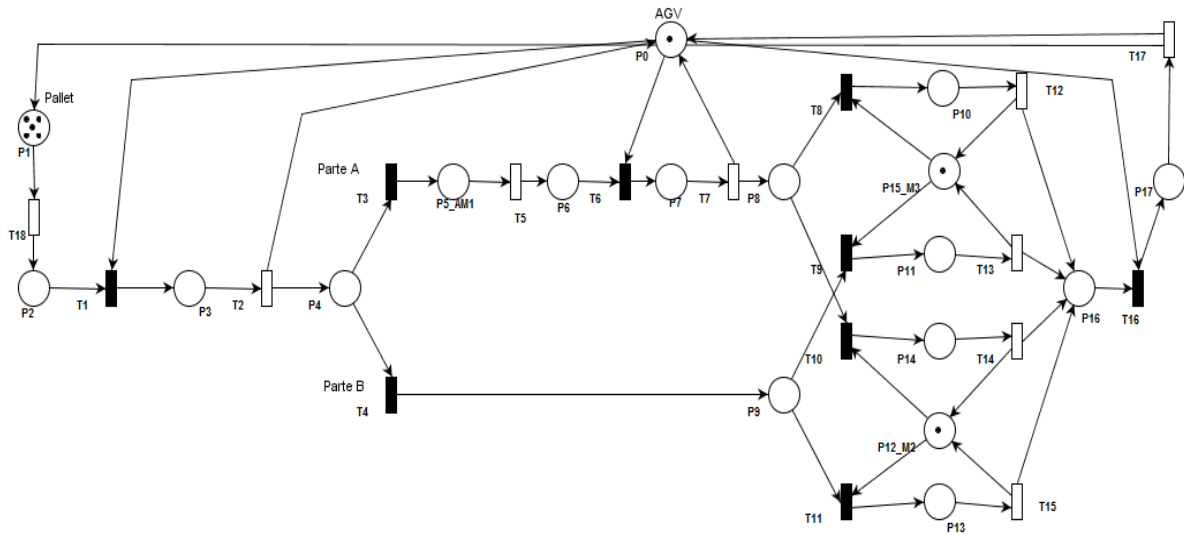 AGV
P0
T17
Pallet
P1
T8
P10
T12
Parte A
T3
P5_AM1
T5
P6
T6
P7
T7
P8
P15_M3
P17
T18
P2
T1
P3
T2
P4
T9
P11
T13
P16
T16
T10
P14
T14
Parte B
T4
P9
P12_M2
T11
P13
T15